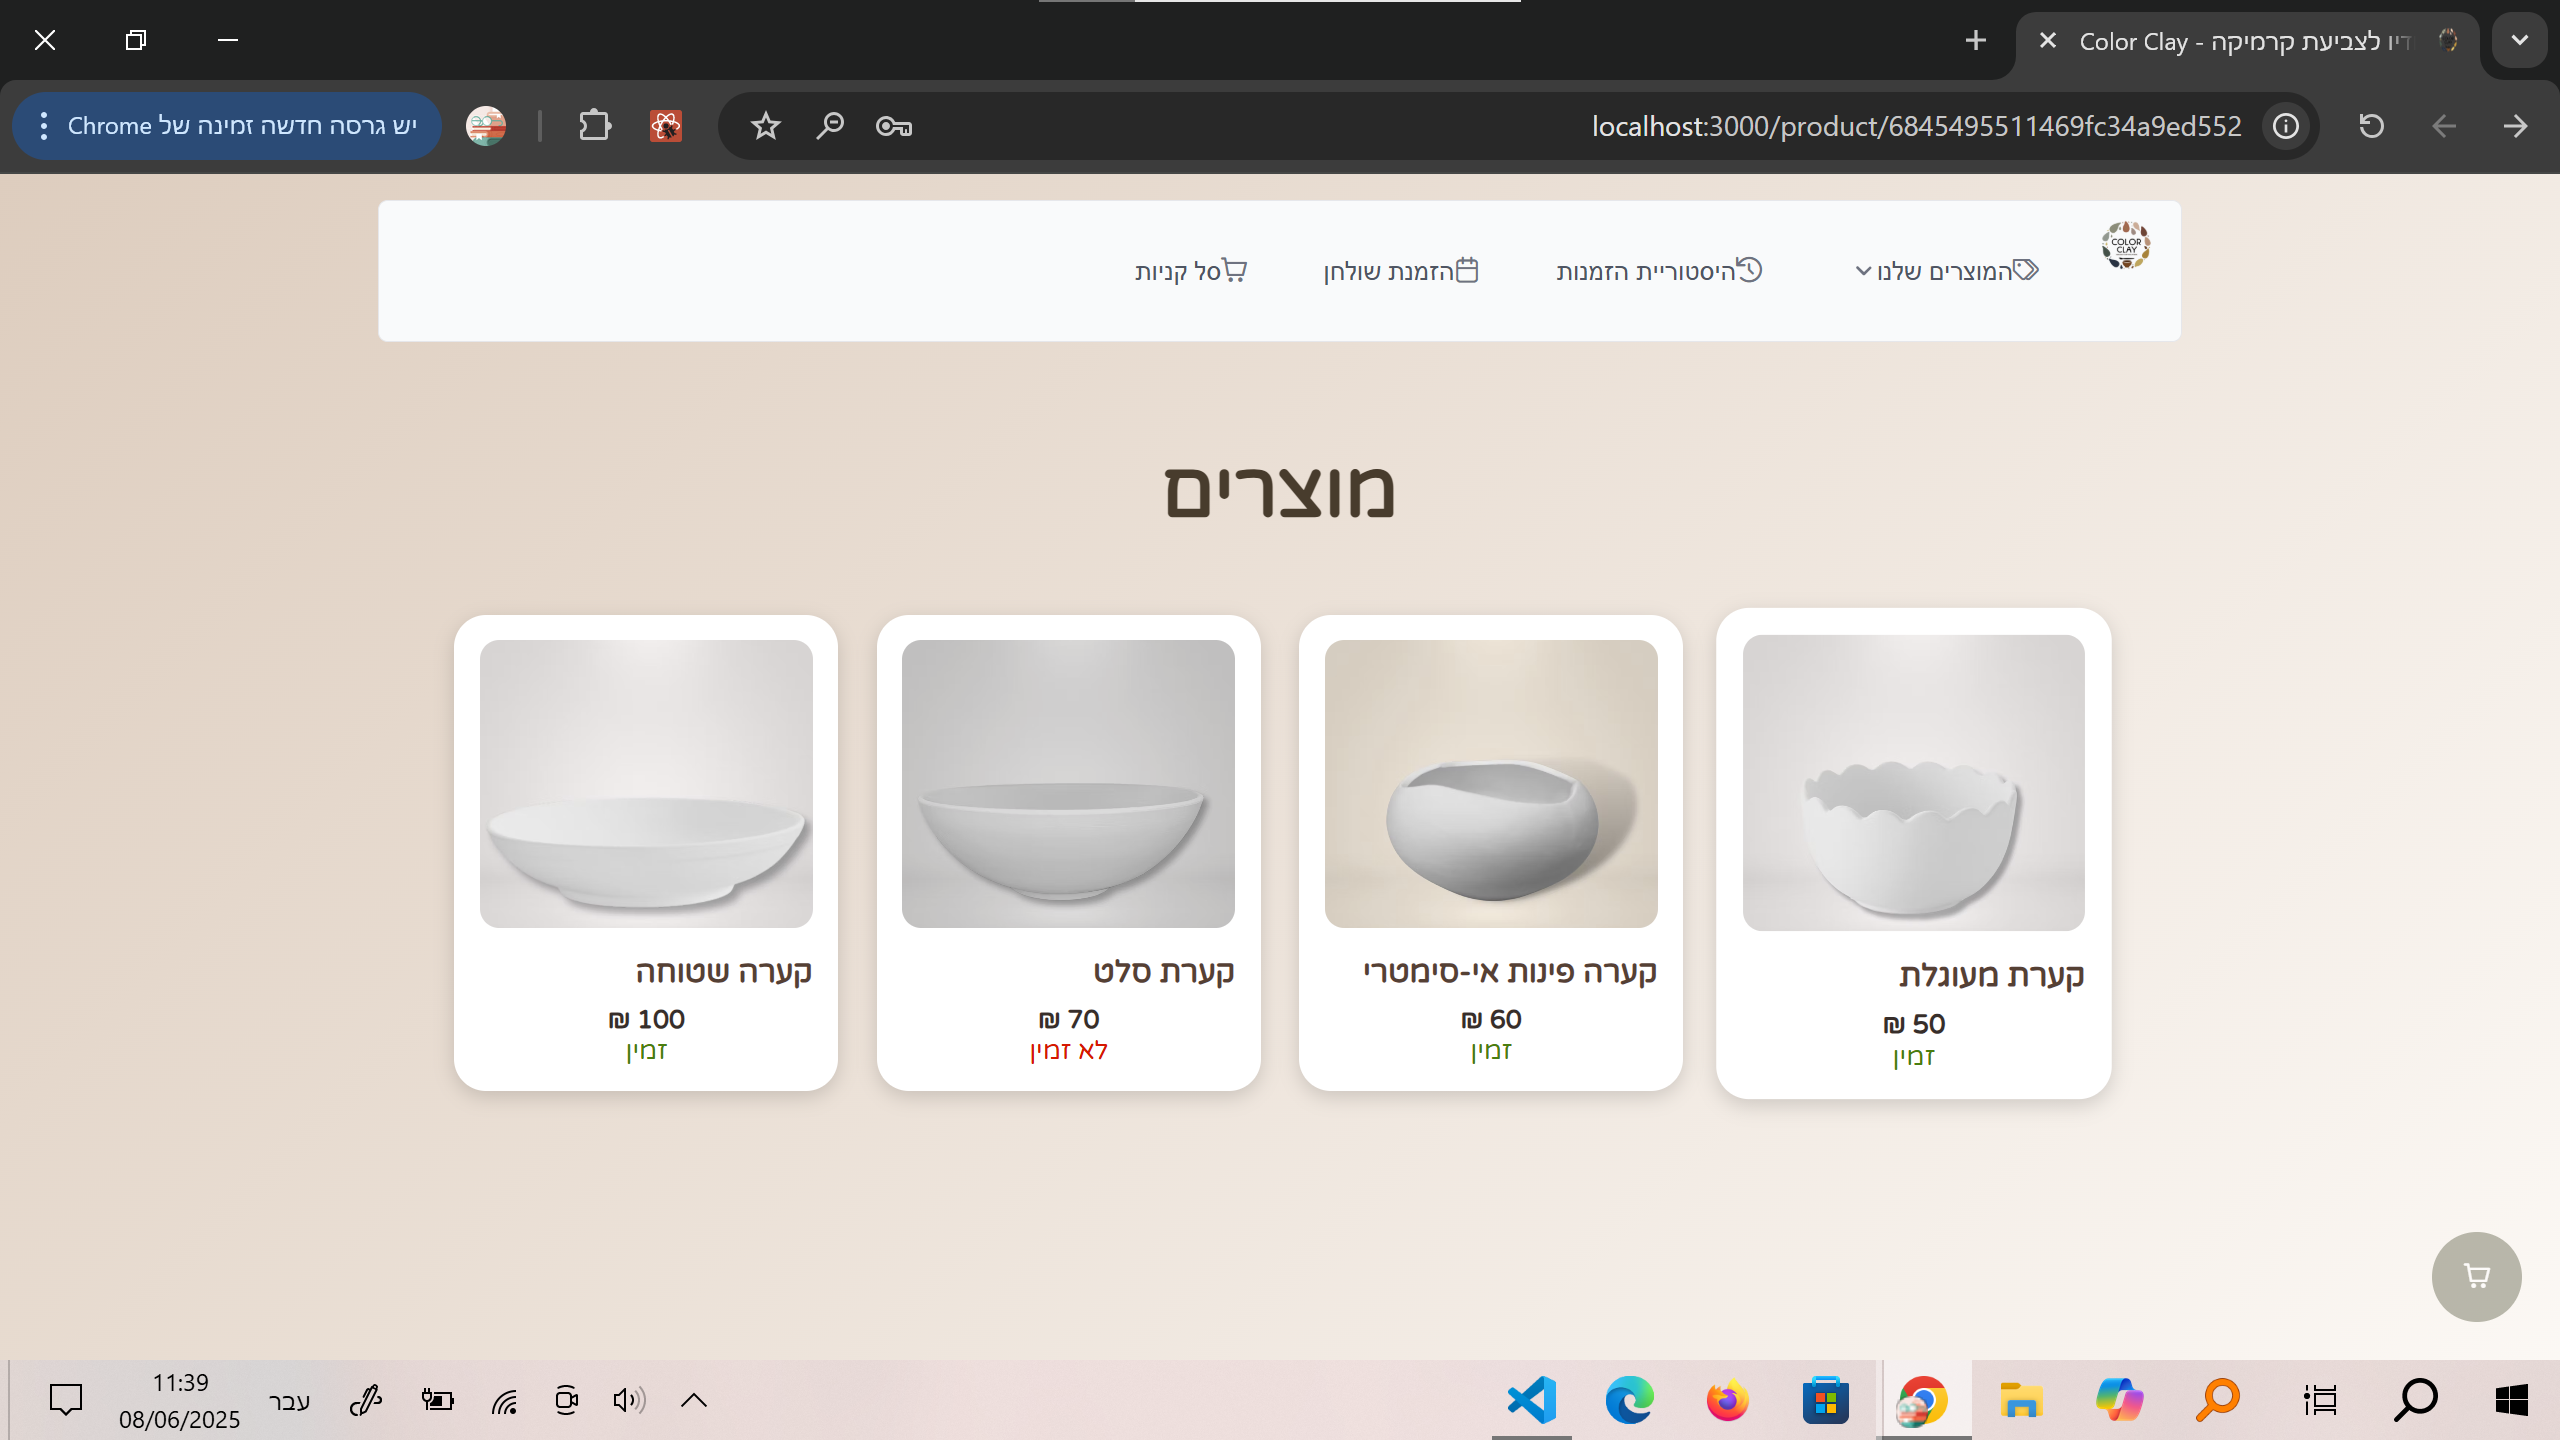 Color Clay - דיו לצביעת קרמיקה
localhost:3000/product/6845495511469fc34a9ed552
יש גרסה חדשה זמינה של Chrome
COLOR
CLAY
המוצרים שלנו
היסטוריית הזמנות
הזמנת שולחן
סל קניות
מוצרים
קערת מעוגלת
50 ₪
זמין
קערה פינות אי-סימטרי
60 ₪
זמין
קערת סלט
70 ₪
לא זמין
קערה שטוחה
100 ₪
זמין
עבר
11:39
08/06/2025